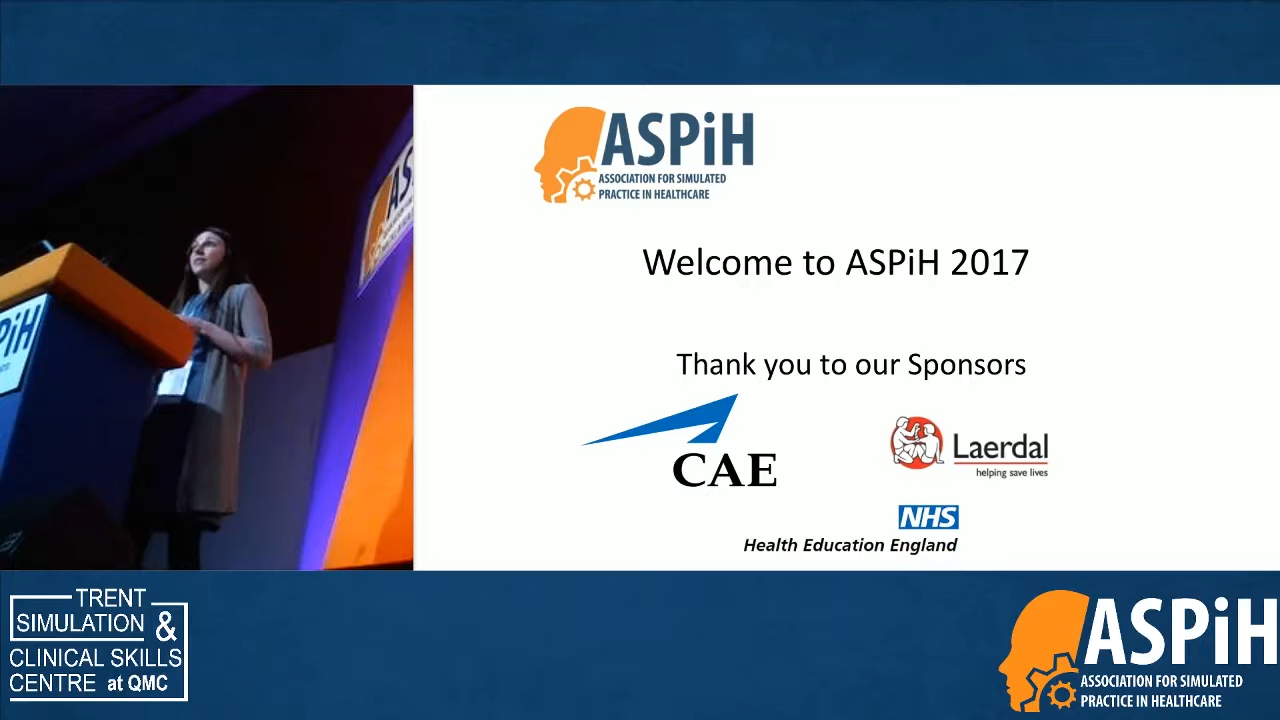 ASPiH
ASSOCIATION FOR SIMULATED
PRACTICE IN HEALTHCARE
Welcome to ASPiH 2017
Thank you to our Sponsors
CAE
Laerdal
helping save lives
NHS
Health Education England
PiH
AS
TRENT
SIMULATION &
CLINICAL SKILLS
CENTRE at QMC
ASPiH
ASSOCIATION FOR SIMULATED
PRACTICE IN HEALTHCARE